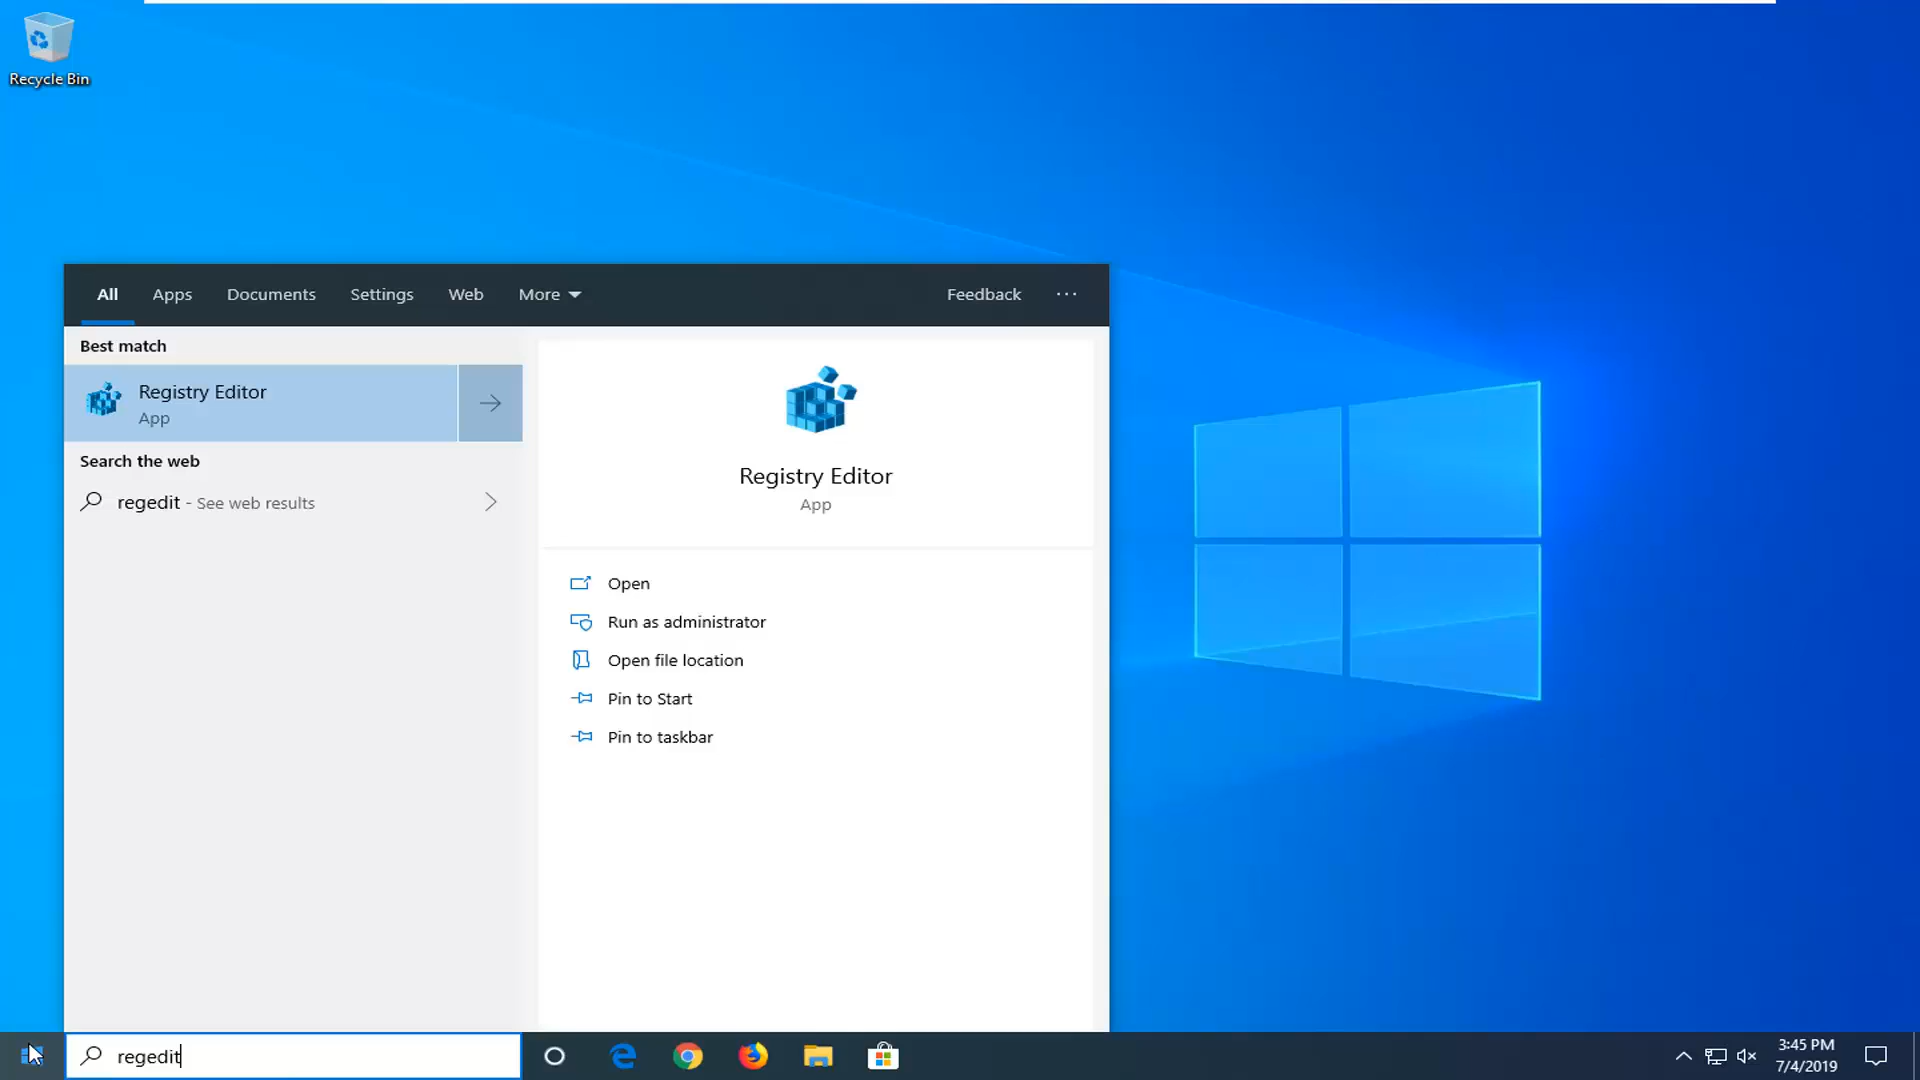 Recycle Bin
All Apps Documents Settings Web More Feedback ...
Best match
Registry Editor
App
Search the web
regedit - See web results
Registry Editor
App
Open
Run as administrator
Open file location
Pin to Start
Pin to taskbar
regedit
3:45 PM
7/4/2019